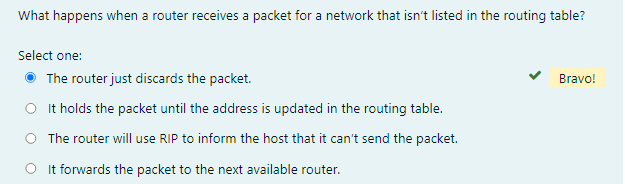 What happens when a router receives a packet for a network that isn't listed in the routing table?
Select one:
The router just discards the packet.
Bravo!
It holds the packet until the address is updated in the routing table.
The router will use RIP to inform the host that it can't send the packet.
It forwards the packet to the next available router.